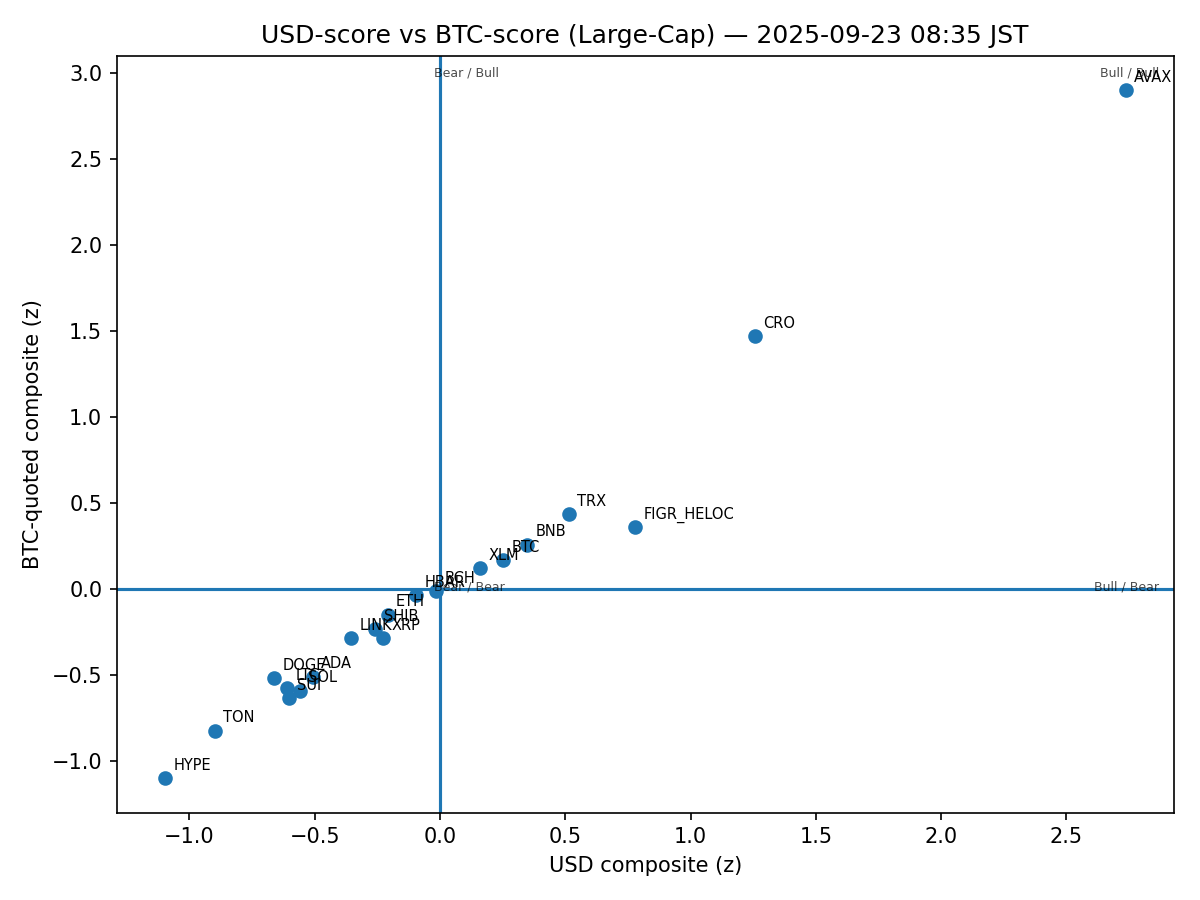 USD-score vs BTC-score (Large-Cap) — 2025-09-23 08:35 JST
Bear / Bull
Bull / Bull
AVAX
CRO
TRX
FIGR_HELOC
BNB
BTC
XLM
BCH
HBAR
Bear / Bear
Bull / Bear
ETH
SHIB
LINK
XRP
DOGE
ADA
LTC
SOL
SUI
TON
HYPE
3.0
2.5
2.0
1.5
1.0
0.5
0.0
−0.5
−1.0
−1.0
−0.5
0.0
0.5
1.0
1.5
2.0
2.5
USD composite (z)
BTC-quoted composite (z)